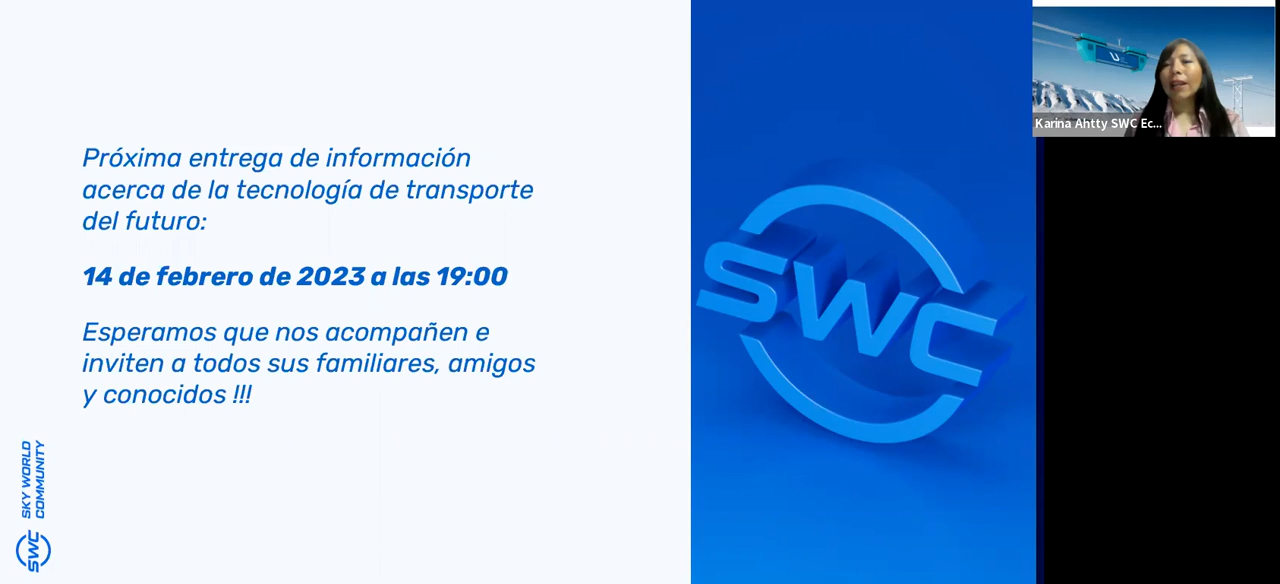 Próxima entrega de información
acerca de la tecnología de transporte
del futuro:
14 de febrero de 2023 a las 19:00
Esperamos que nos acompañen e
inviten a todos sus familiares, amigos
y conocidos !!!
SKY WORLD
COMMUNITY
SWC
SWC
U
Karina Ahtty SWC Ec...